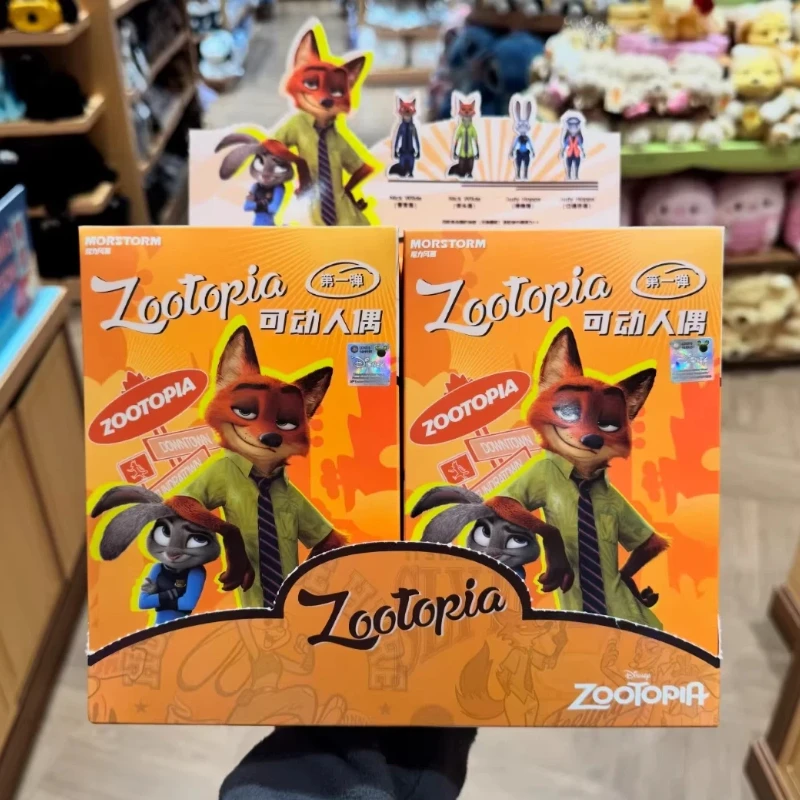 Nick Wilde
Nick Wilde
Judy Hopps
Judy Hopps
MORSTORM
Zootopia
第一弹
可动人偶
ZOOTOPIA
DOWNTOWN
MORSTORM
Zootopia
第一弹
可动人偶
ZOOTOPIA
DOWNTOWN
Zootopia
Disney
ZOOTOPIA